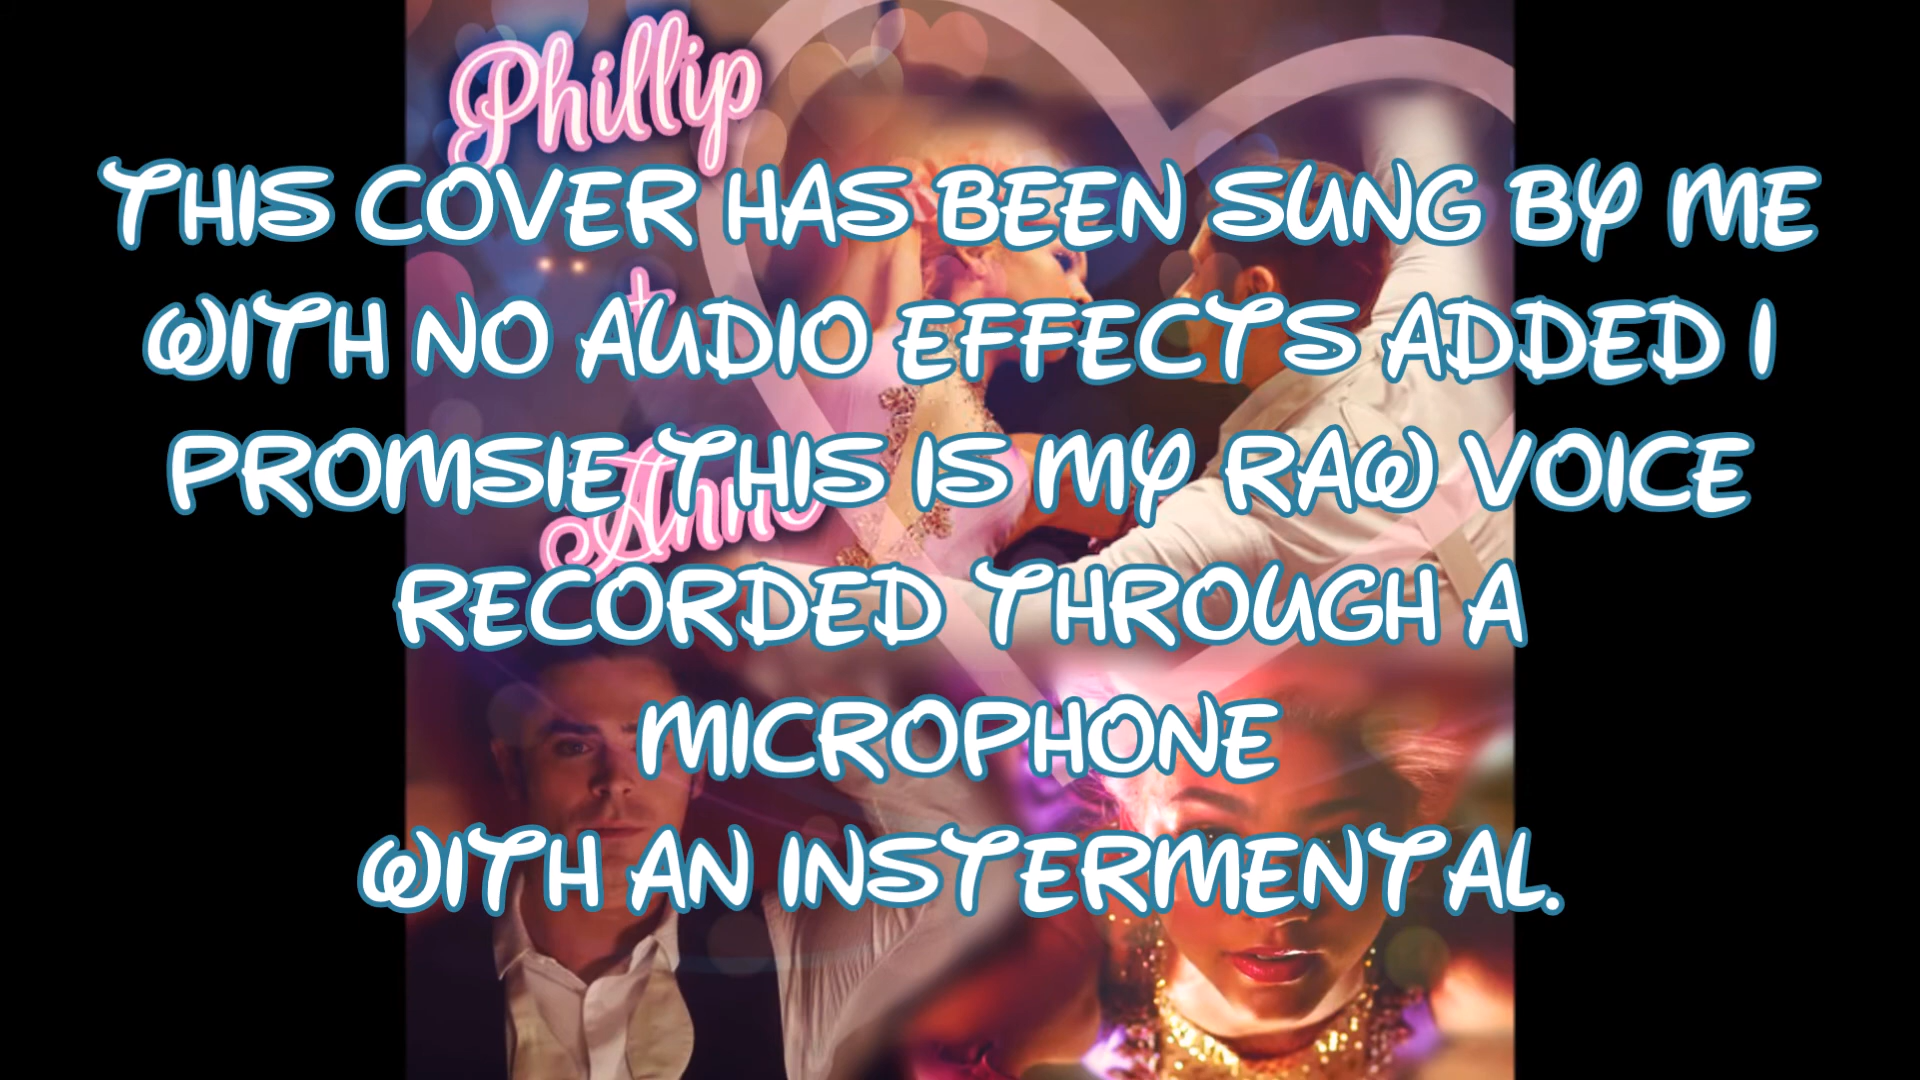 Phillip
THIS COVER HAS BEEN SUNG BY ME
+
WITH NO AUDIO EFFECTS ADDED I
PROMSIE THIS IS MY RAW VOICE
Anne
RECORDED THROUGH A
MICROPHONE
WITH AN INSTERMENTAL.